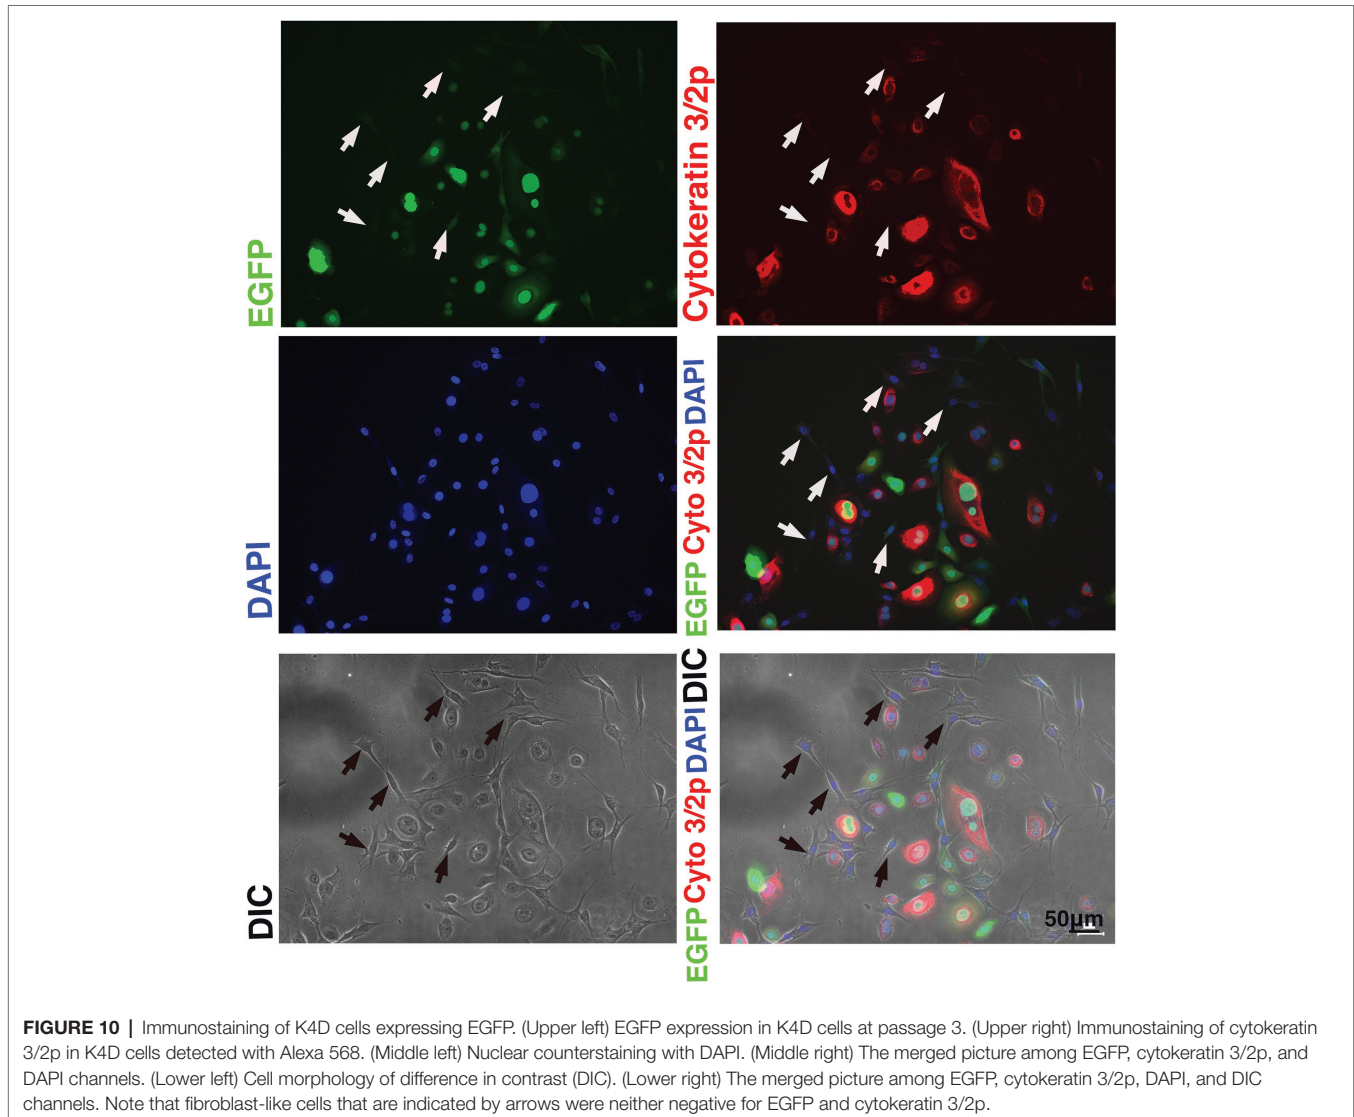 EGFP
Cytokeratin 3/2p
DAPI
EGFP Cyto 3/2p DAPI
DIC
EGFP Cyto 3/2p DAPI DIC
50µm
FIGURE 10 | Immunostaining of K4D cells expressing EGFP. (Upper left) EGFP expression in K4D cells at passage 3. (Upper right) Immunostaining of cytokeratin
3/2p in K4D cells detected with Alexa 568. (Middle left) Nuclear counterstaining with DAPI. (Middle right) The merged picture among EGFP, cytokeratin 3/2p, and
DAPI channels. (Lower left) Cell morphology of difference in contrast (DIC). (Lower right) The merged picture among EGFP, cytokeratin 3/2p, DAPI, and DIC
channels. Note that fibroblast-like cells that are indicated by arrows were neither negative for EGFP and cytokeratin 3/2p.